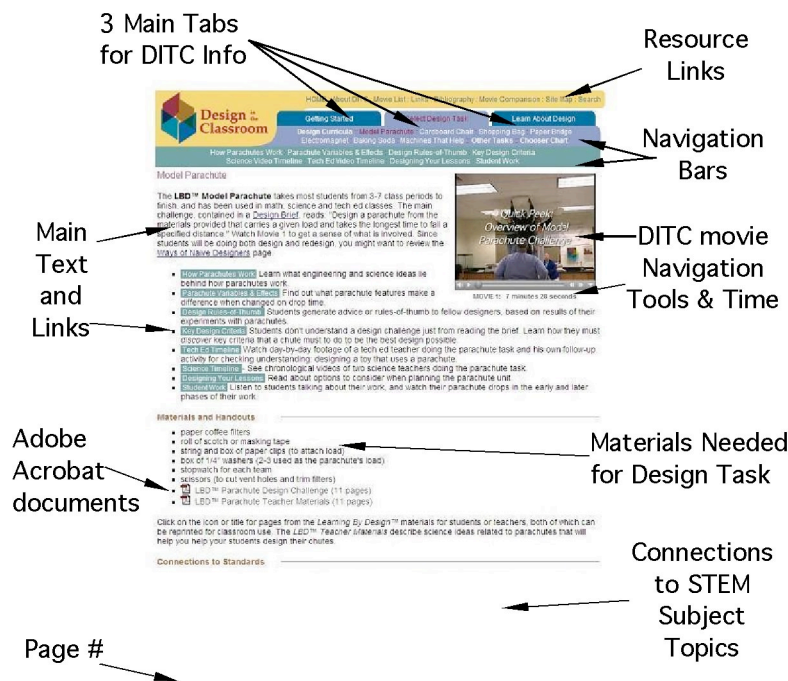 3 Main Tabs
for DITC Info
Resource
Links
HOME : About DITC : Movie List : Links : Bibliography : Movie Comparison : Site Map : Search
Design in the
Classroom
Getting Started
Select Design Task
Learn About Design
Design Curricula : Model Parachute : Cardboard Chair Shopping Bag Paper Bridge
Electromagnet Baking Soda Machines That Help Other Tasks Chooser Chart
Navigation
Bars
How Parachutes Work Parachute Variables & Effects Design Rules-of-Thumb Key Design Criteria
Science Video Timeline Tech Ed Video Timeline Designing Your Lessons Student Work
Model Parachute
The LBD™ Model Parachute takes most students from 3-7 class periods to
finish, and has been used in math, science and tech ed classes. The main
challenge, contained in a Design Brief, reads: "Design a parachute from the
materials provided that carries a given load and takes the longest time to fall a
specified distance." Watch Movie 1 to get a sense of what is involved. Since
students will be doing both design and redesign, you might want to review the
Ways of Naive Designers page.
Quick Peek:
Overview of Model
Parachute Challenge
MOVIE 1: 7 minutes 28 seconds
DITC movie
Navigation
Tools & Time
Main
Text
and
Links
How Parachutes Work Learn what engineering and science ideas lie
behind how parachutes work.
Parachute Variables & Effects Find out what parachute features make a
difference when changed on drop time.
Design Rules-of-Thumb Students generate advice or rules-of-thumb to fellow designers, based on results of their
experiments with parachutes.
Key Design Criteria Students don't understand a design challenge just from reading the brief. Learn how they must
discover key criteria that a chute must to do to be the best design possible.
Tech Ed Timeline Watch day-by-day footage of a tech ed teacher doing the parachute task and his own follow-up
activity for checking understanding: designing a toy that uses a parachute.
Science Timeline - See chronological videos of two science teachers doing the parachute task.
Designing Your Lessons Read about options to consider when planning the parachute unit.
Student Work Listen to students talking about their work, and watch their parachute drops in the early and later
phases of their work.
Materials and Handouts
paper coffee filters
roll of scotch or masking tape
string and box of paper clips (to attach load)
box of 1/4" washers (2-3 used as the parachute's load)
stopwatch for each team
scissors (to cut vent holes and trim filters)
LBD™ Parachute Design Challenge (11 pages)
LBD™ Parachute Teacher Materials (11 pages)
Adobe
Acrobat
documents
Materials Needed
for Design Task
Click on the icon or title for pages from the Learning By Design™ materials for students or teachers, both of which can
be reprinted for classroom use. The LBD™ Teacher Materials describe science ideas related to parachutes that will
help you help your students design their chutes.
Connections to Standards
Connections
to STEM
Subject
Topics
Page #